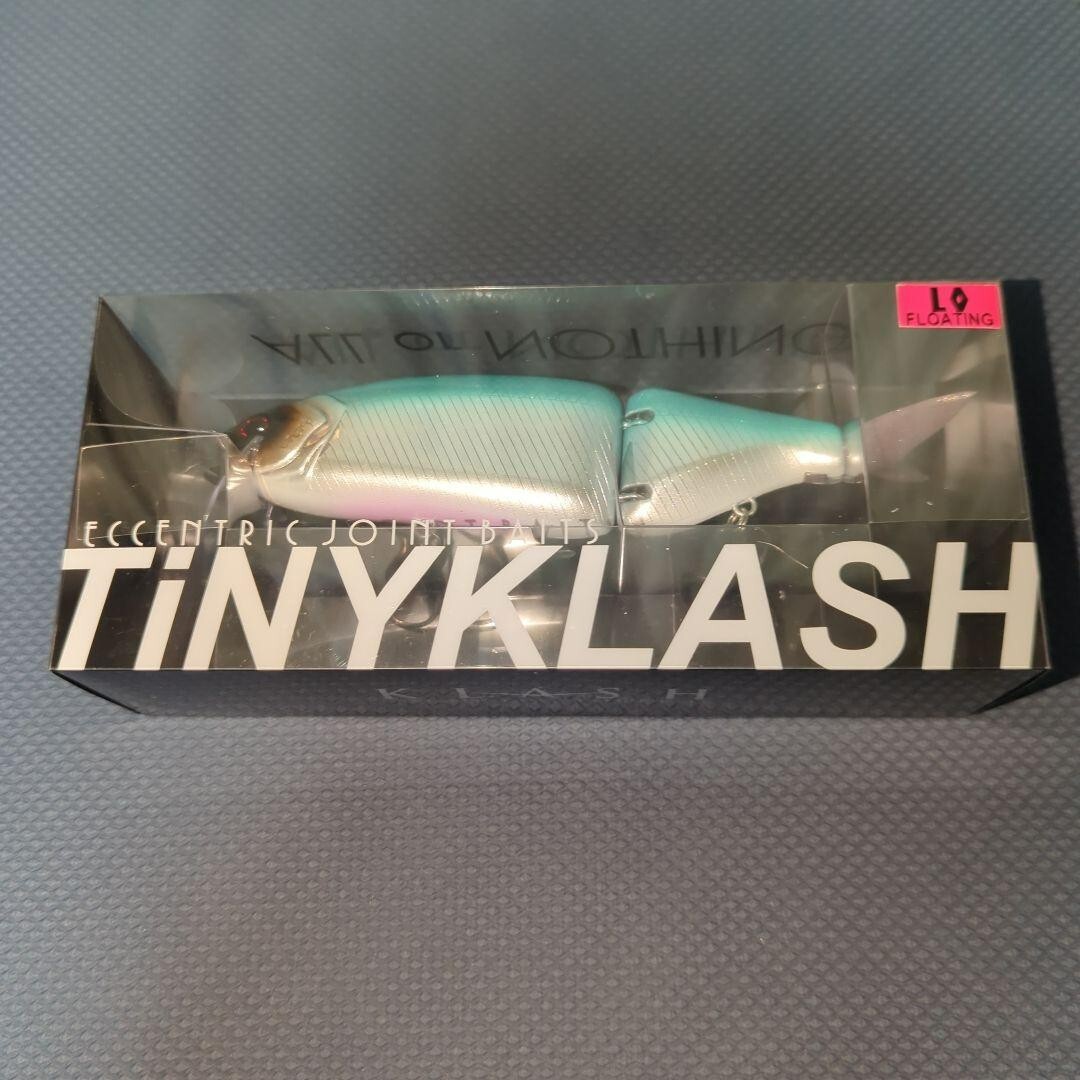 LO
FLOATING
ALL or NOTHING
ECCENTRIC JOINT BAITS
TiNYKLASH
KLASH